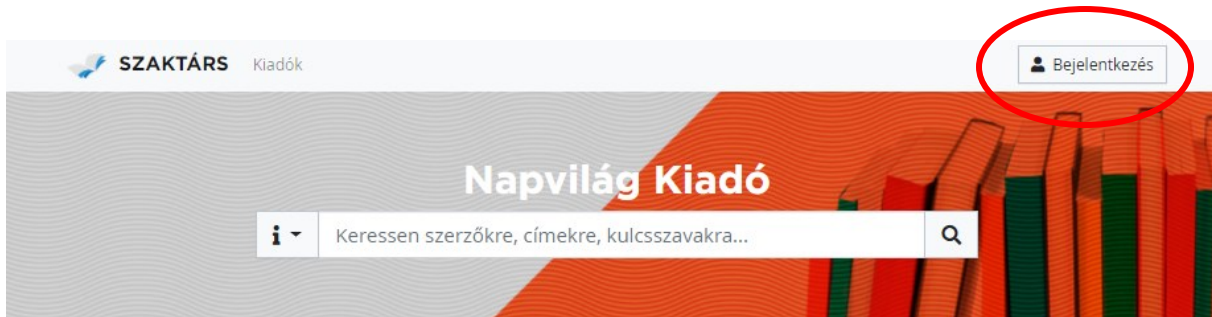 SZAKTÁRS Kiadók Bejelentkezés
Napvilág Kiadó
Keressen szerzőkre, címekre, kulcsszavakra...